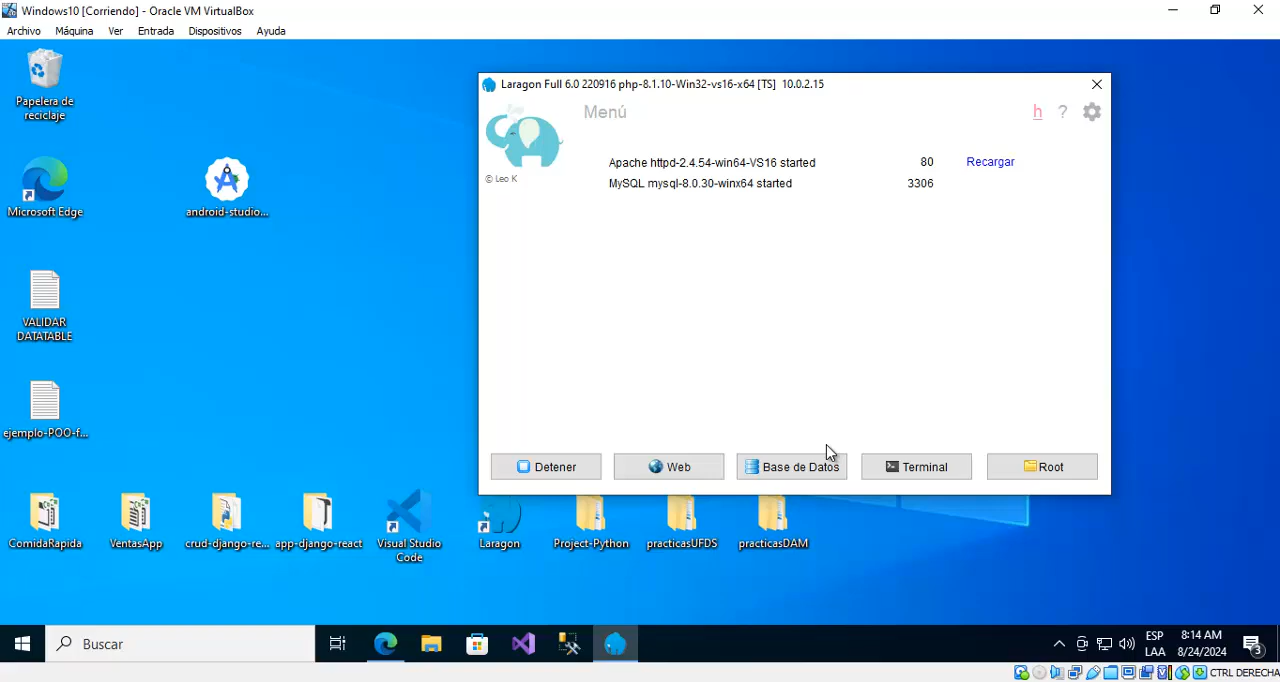 Windows10 [Corriendo] - Oracle VM VirtualBox
Archivo Máquina Ver Entrada Dispositivos Ayuda
Papelera de
reciclaje
Microsoft Edge
android-studio...
VALIDAR
DATATABLE
ejemplo-POO-f...
Laragon Full 6.0 220916 php-8.1.10-Win32-vs16-x64 [TS] 10.0.2.15
Menú
h ?
© Leo K
Apache httpd-2.4.54-win64-VS16 started 80 Recargar
MySQL mysql-8.0.30-winx64 started 3306
Detener Web Base de Datos Terminal Root
ComidaRapida VentasApp crud-django-re... app-django-react Visual Studio
Code
Laragon Project-Python practicasUFDS practicasDAM
Buscar
ESP
LAA
8:14 AM
8/24/2024
3
CTRL DERECHA